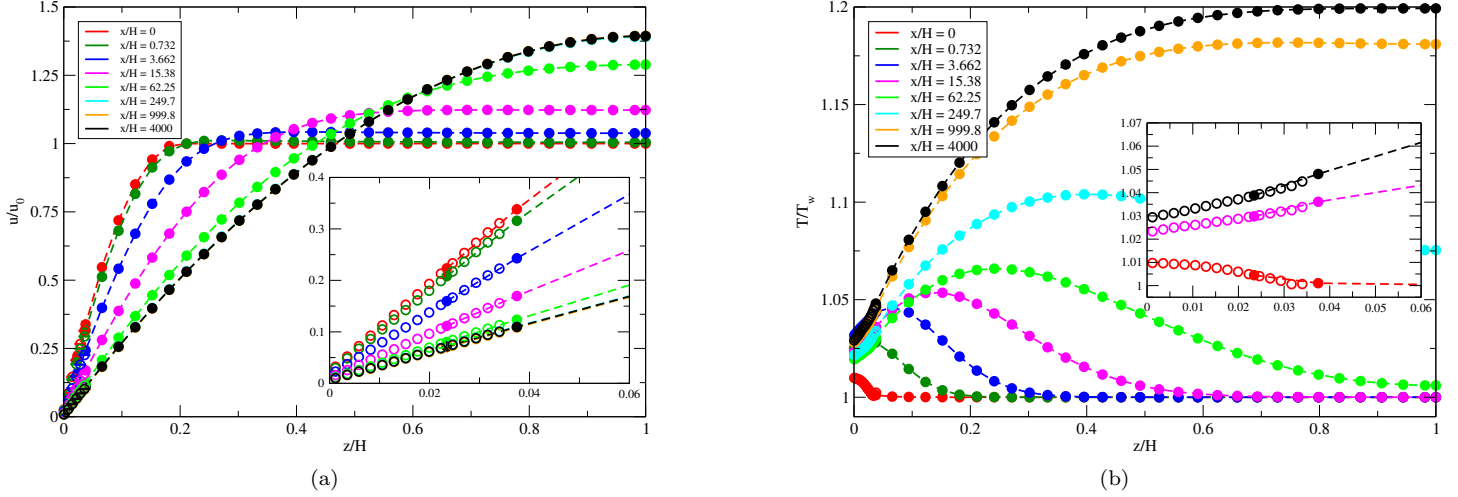 x/H = 0
x/H = 0.732
x/H = 3.662
x/H = 15.38
x/H = 62.25
x/H = 249.7
x/H = 999.8
x/H = 4000
1.5
1.25
1
0.75
0.5
0.25
0
u/u0
0.4
0.3
0.2
0.1
0
0
0.02
0.04
0.06
0
0.2
0.4
0.6
0.8
1
z/H
(a)
x/H = 0
x/H = 0.732
x/H = 3.662
x/H = 15.38
x/H = 62.25
x/H = 249.7
x/H = 999.8
x/H = 4000
1.2
1.15
1.1
1.05
1
T/Tw
1.07
1.06
1.05
1.04
1.03
1.02
1.01
1
0
0.01
0.02
0.03
0.04
0.05
0.06
0
0.2
0.4
0.6
0.8
1
z/H
(b)